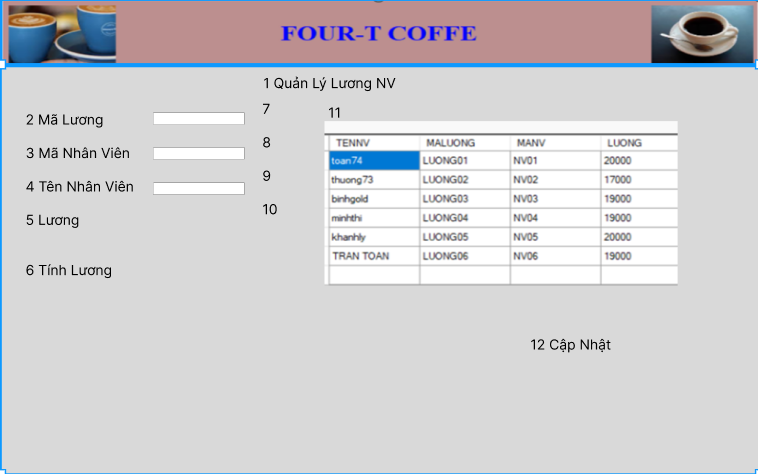 FOUR-T COFFE
1 Quản Lý Lương NV
2 Mã Lương
7
3 Mã Nhân Viên
8
4 Tên Nhân Viên
9
5 Lương
10
6 Tính Lương
11
TENNV MALUONG MANV LUONG
toan74 LUONG01 NV01 20000
thuong73 LUONG02 NV02 17000
binhgold LUONG03 NV03 19000
minhthi LUONG04 NV04 19000
khanhly LUONG05 NV05 20000
TRAN TOAN LUONG06 NV06 19000
12 Cập Nhật